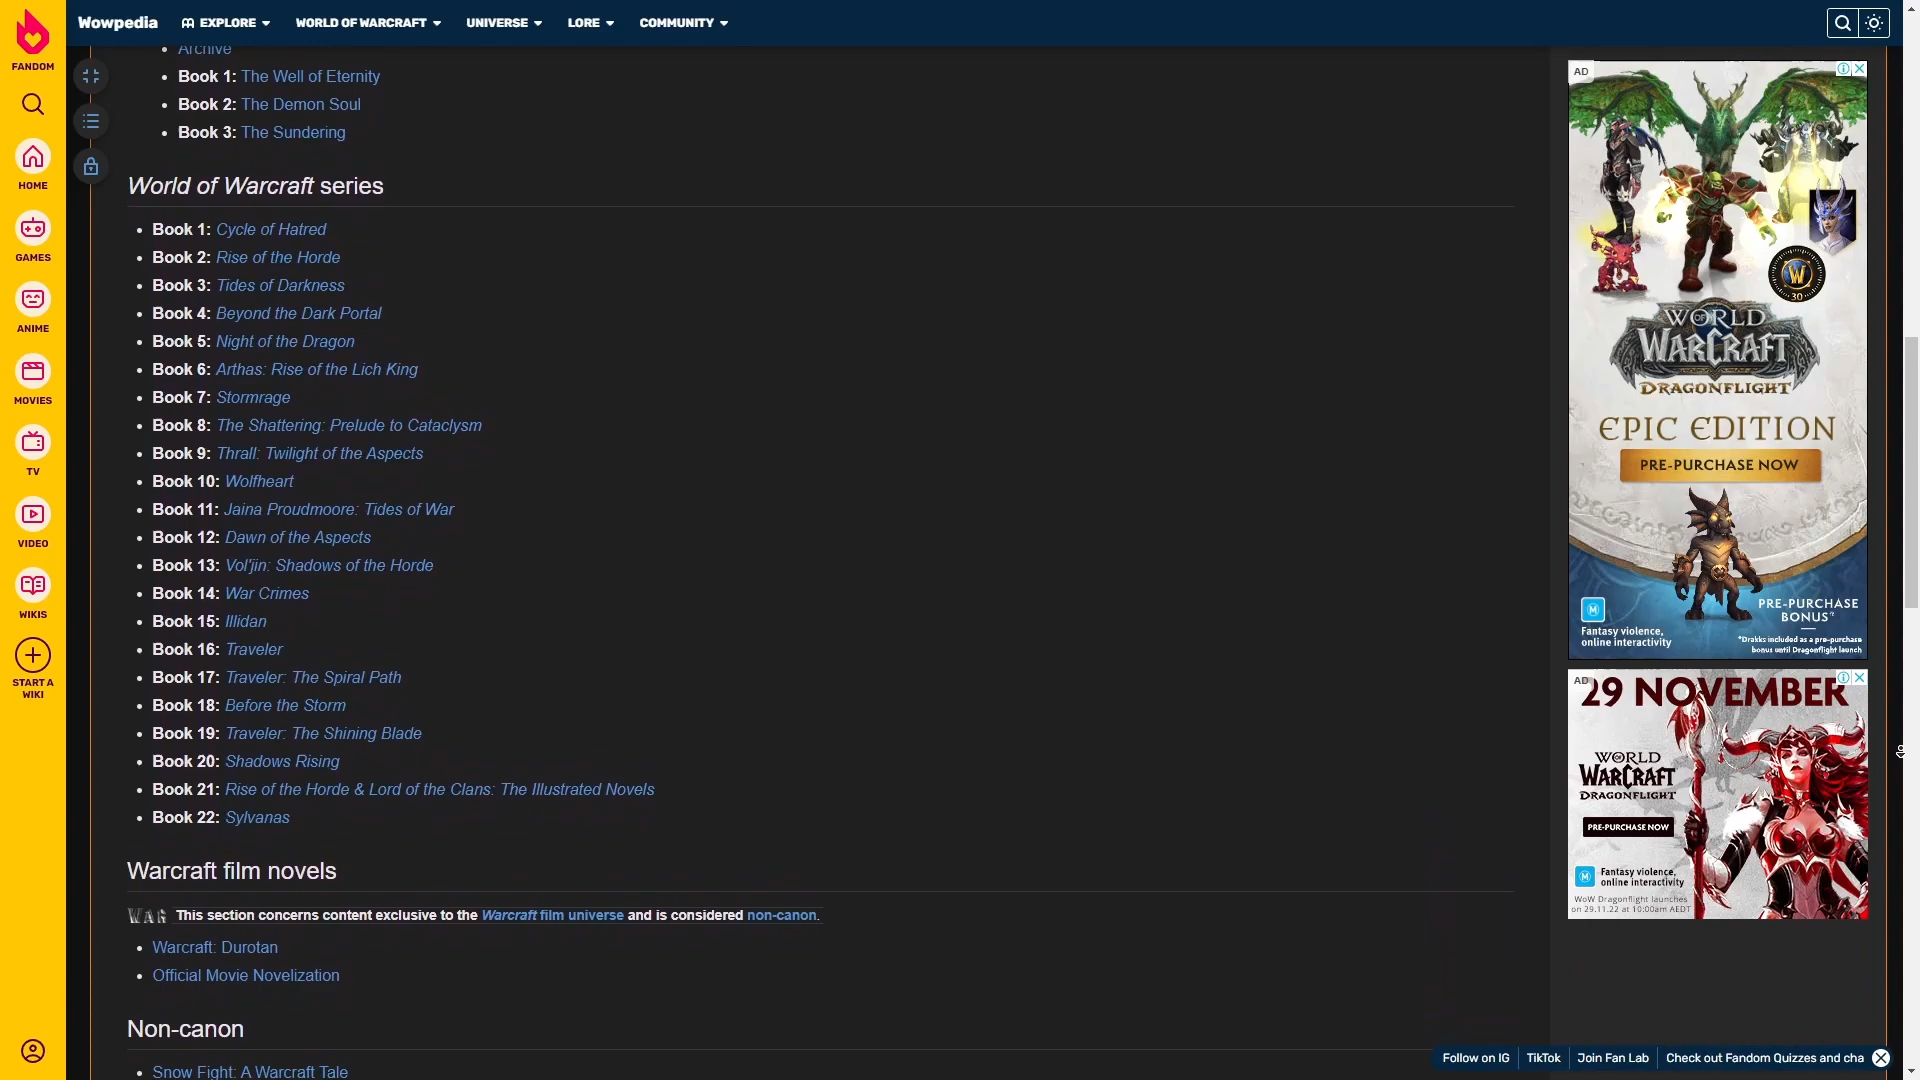 FANDOM
HOME
GAMES
ANIME
MOVIES
TV
VIDEO
WIKIS
START A
WIKI
Wowpedia
EXPLORE
WORLD OF WARCRAFT
UNIVERSE
LORE
COMMUNITY
Archive
Book 1: The Well of Eternity
Book 2: The Demon Soul
Book 3: The Sundering
World of Warcraft series
Book 1: Cycle of Hatred
Book 2: Rise of the Horde
Book 3: Tides of Darkness
Book 4: Beyond the Dark Portal
Book 5: Night of the Dragon
Book 6: Arthas: Rise of the Lich King
Book 7: Stormrage
Book 8: The Shattering: Prelude to Cataclysm
Book 9: Thrall: Twilight of the Aspects
Book 10: Wolfheart
Book 11: Jaina Proudmoore: Tides of War
Book 12: Dawn of the Aspects
Book 13: Vol'jin: Shadows of the Horde
Book 14: War Crimes
Book 15: Illidan
Book 16: Traveler
Book 17: Traveler: The Spiral Path
Book 18: Before the Storm
Book 19: Traveler: The Shining Blade
Book 20: Shadows Rising
Book 21: Rise of the Horde & Lord of the Clans: The Illustrated Novels
Book 22: Sylvanas
Warcraft film novels
WAR This section concerns content exclusive to the Warcraft film universe and is considered non-canon.
Warcraft: Durotan
Official Movie Novelization
Non-canon
Snow Fight: A Warcraft Tale
AD
W
30
WORLD
OF
WARCRAFT
DRAGONFLIGHT
EPIC EDITION
PRE-PURCHASE NOW
M
Fantasy violence,
online interactivity
PRE-PURCHASE
BONUS*
*Drakks included as a pre-purchase
bonus until Dragonflight launch
AD
29 NOVEMBER
WORLD
OF
WARCRAFT
DRAGONFLIGHT
PRE-PURCHASE NOW
M
Fantasy violence,
online interactivity
WoW Dragonflight launches
on 29.11.22 at 10:00am AEDT
Follow on IG
TikTok
Join Fan Lab
Check out Fandom Quizzes and cha